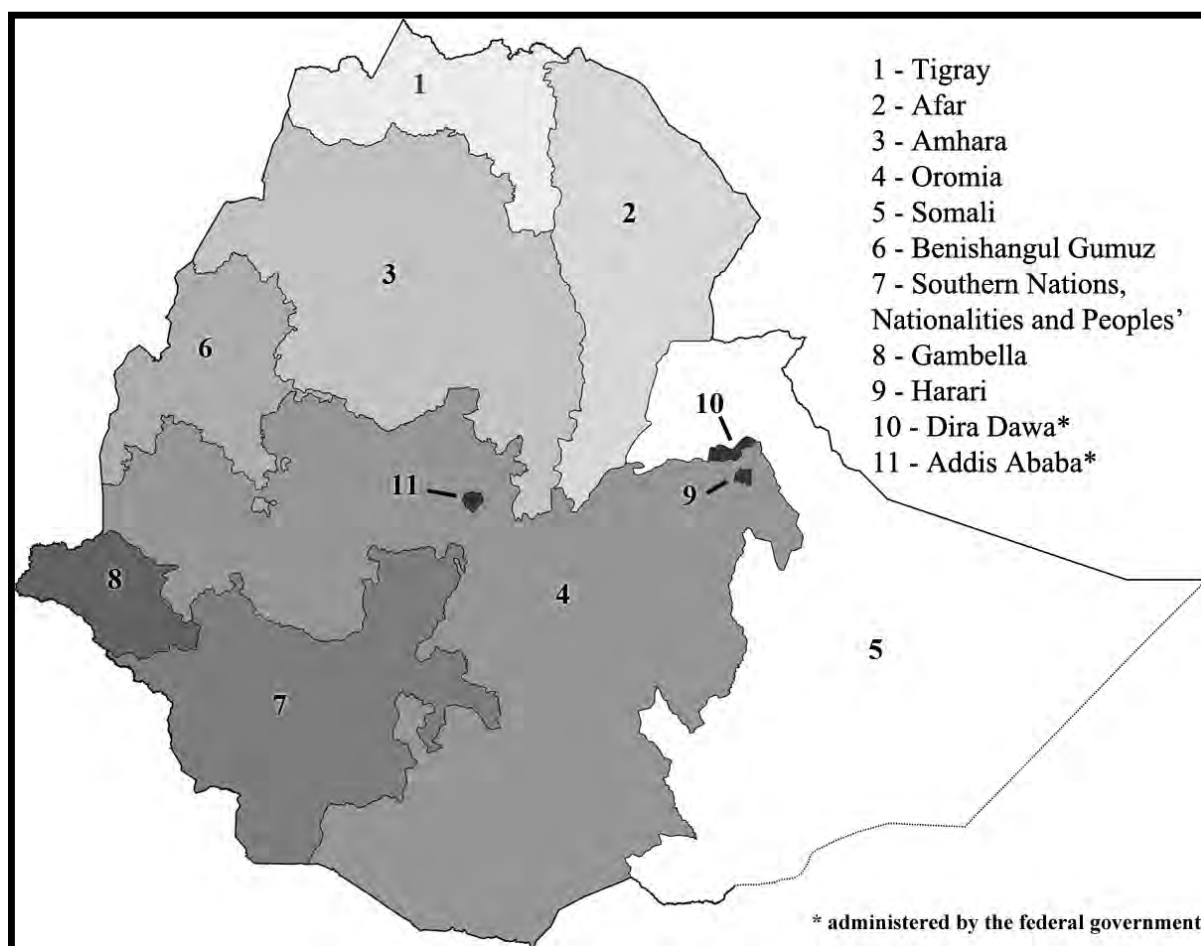 1 - Tigray
2 - Afar
3 - Amhara
4 - Oromia
5 - Somali
6 - Benishangul Gumuz
7 - Southern Nations,
Nationalities and Peoples’
8 - Gambella
9 - Harari
10 - Dira Dawa*
11 - Addis Ababa*
1
2
3
6
10
11
9
8
4
5
7
* administered by the federal government